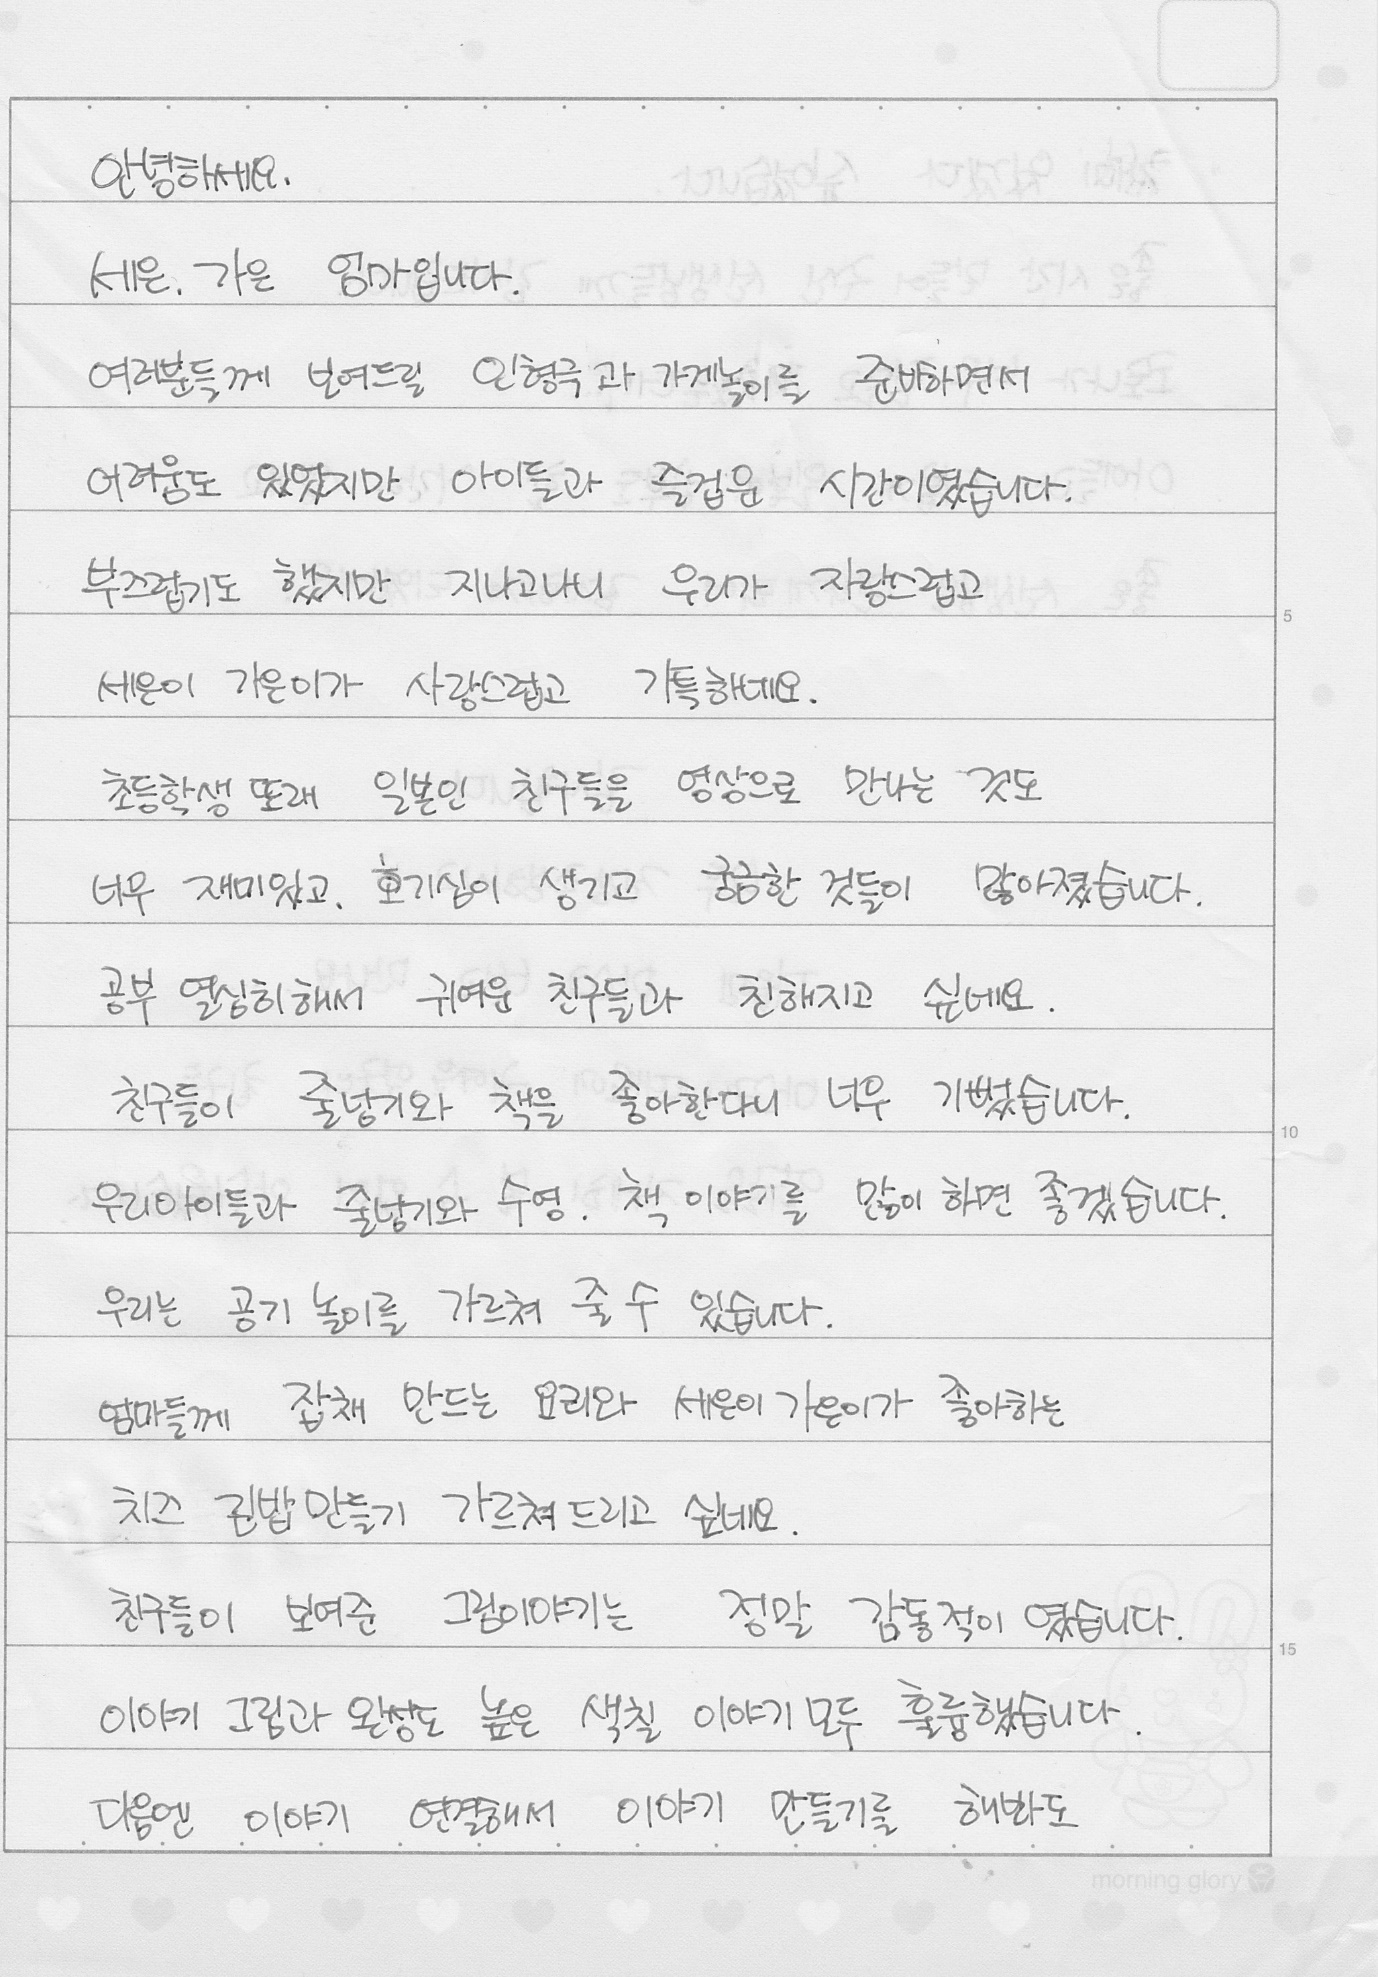 안녕하세요.
세은. 가은 엄마입니다.
여러분들께 보여드릴 인형극과 가게놀이를 준비하면서
어려움도 있었지만 아이들과 즐겁운 시간이였습니다.
부즈럽기도 했지만 지나고나니 우리가 자랑스럽고
세은이 가은이가 사랑스럽고 기특하네요.
초등학생 또래 일본인 친구들을 영상으로 만나는 것도
너무 재미있고. 호기심이 생기고 궁금한 것들이 많아졌습니다.
공부 열심히해서 귀여운 친구들과 친해지고 싶네요.
친구들이 줄넘기와 책을 좋아한다니 너무 기뻤습니다.
우리아이들과 줄넘기와 수영. 책 이야기를 많이 하면 좋겠습니다.
우리는 공기 놀이를 가르쳐 줄 수 있습니다.
엄마들께 잡채 만드는 요리와 세은이 가은이가 좋아하는
치즈 김밥만들기 가르쳐드리고 싶네요.
친구들이 보여준 그림이야기는 정말 감동적이 였습니다.
이야기 그림과 완성도 높은 색칠 이야기 모두 훌륭했습니다.
다음엔 이야기 연결해서 이야기 만들기를 해봐도
5
10
15
morning glory